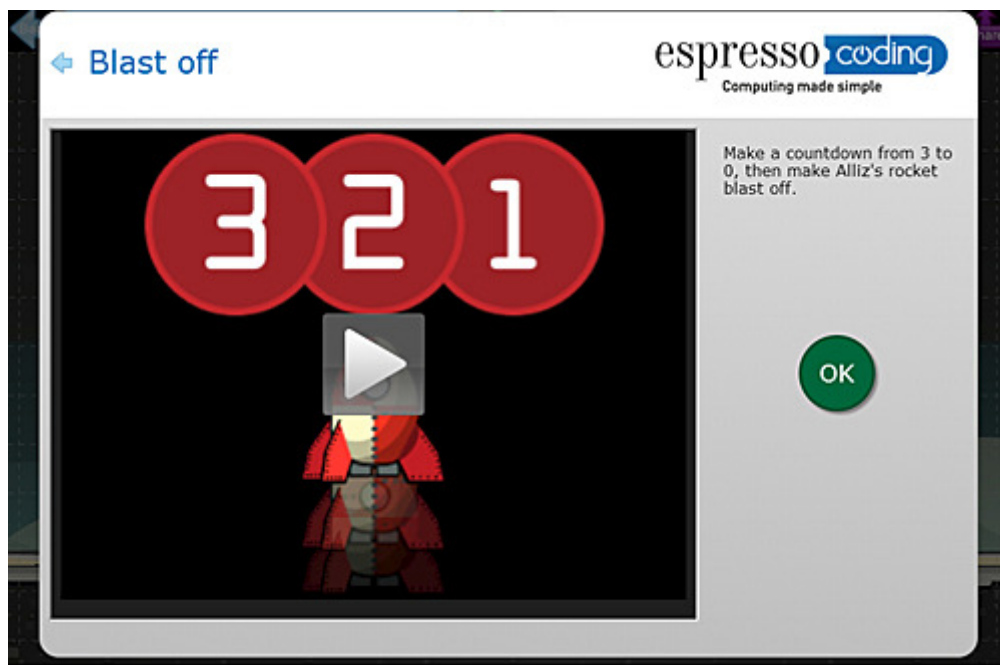 Blast off
espresso coding
Computing made simple
3 2 1
Make a countdown from 3 to
0, then make Alliz's rocket
blast off.
OK